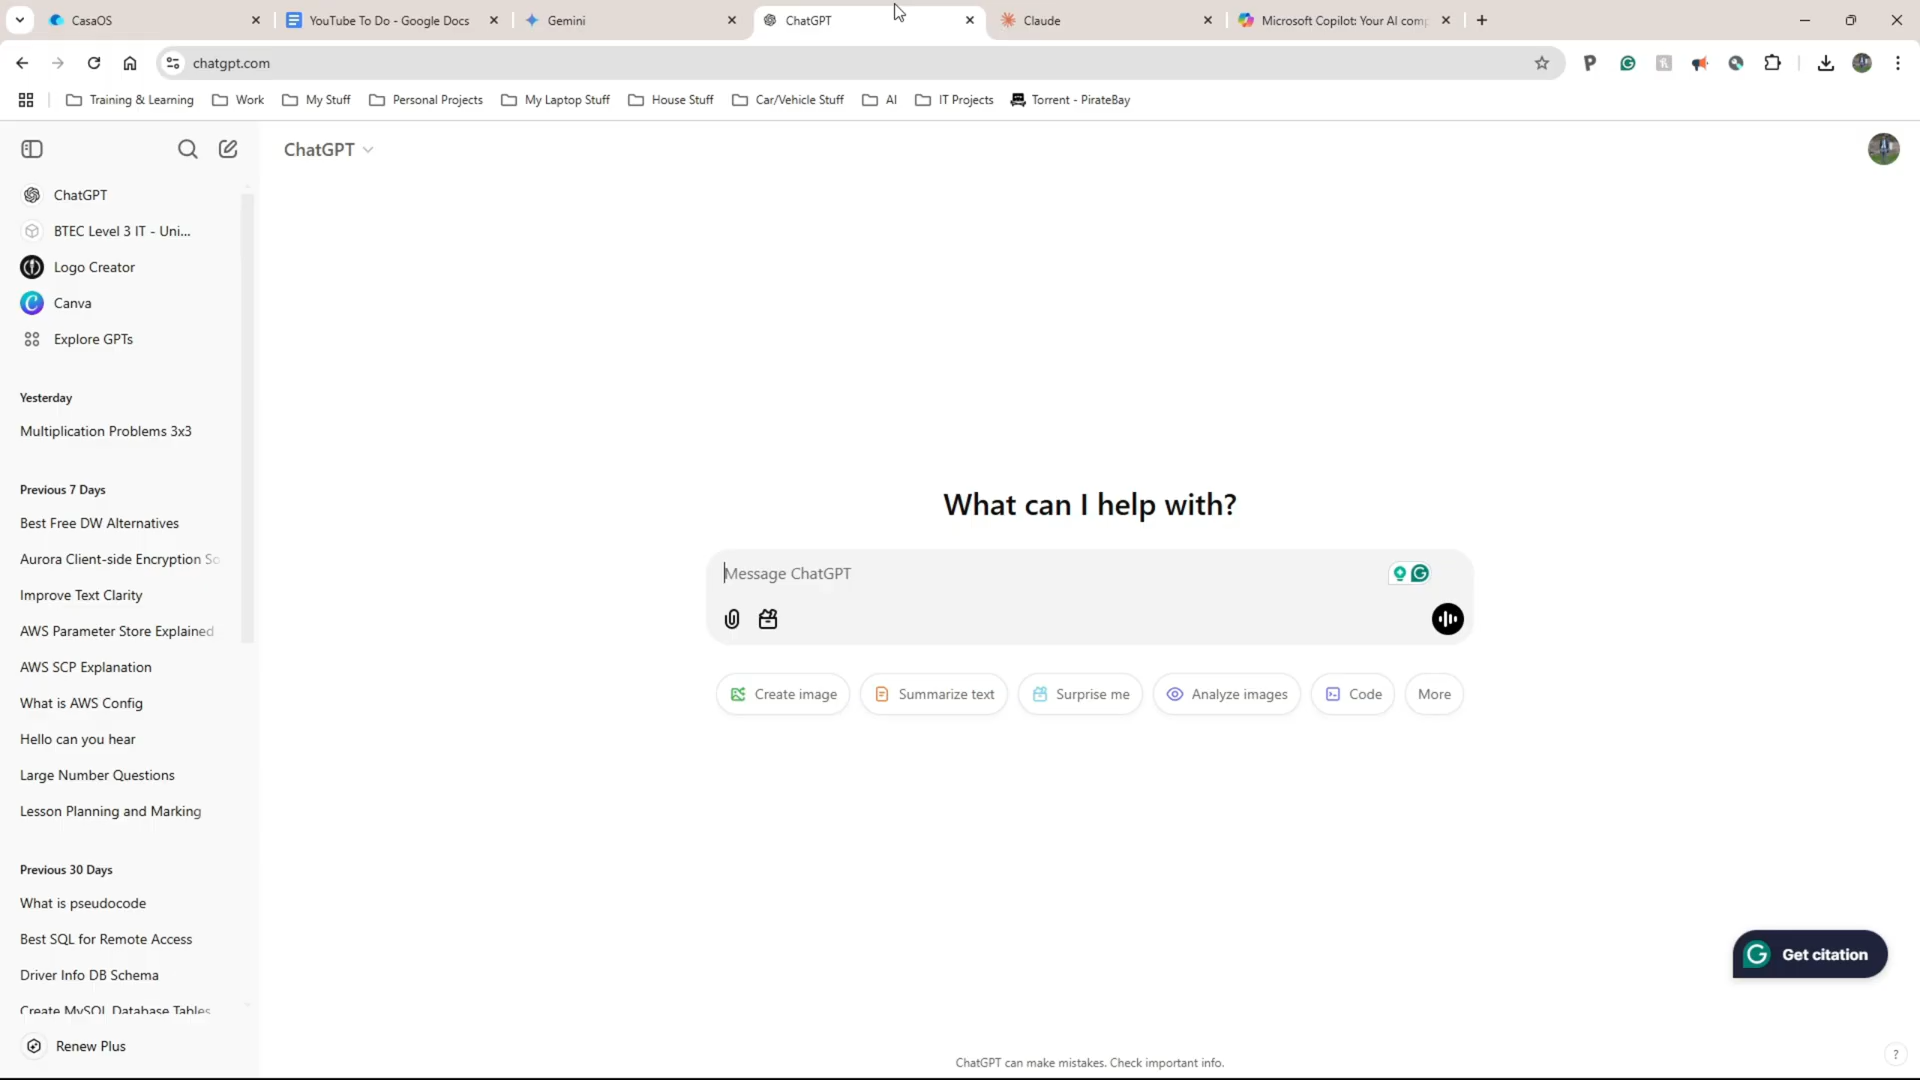 CasaOS
YouTube To Do - Google Docs
Gemini
ChatGPT
Claude
Microsoft Copilot: Your AI com
chatgpt.com
Training & Learning
Work
My Stuff
Personal Projects
My Laptop Stuff
House Stuff
Car/Vehicle Stuff
AI
IT Projects
Torrent - PirateBay
ChatGPT
ChatGPT
BTEC Level 3 IT - Uni...
Logo Creator
Canva
Explore GPTs
Yesterday
Multiplication Problems 3x3
Previous 7 Days
Best Free DW Alternatives
Aurora Client-side Encryption So
Improve Text Clarity
AWS Parameter Store Explained
AWS SCP Explanation
What is AWS Config
Hello can you hear
Large Number Questions
Lesson Planning and Marking
Previous 30 Days
What is pseudocode
Best SQL for Remote Access
Driver Info DB Schema
Create MySQL Database Tables
Renew Plus
What can I help with?
Message ChatGPT
Create image
Summarize text
Surprise me
Analyze images
Code
More
Get citation
ChatGPT can make mistakes. Check important info.
?